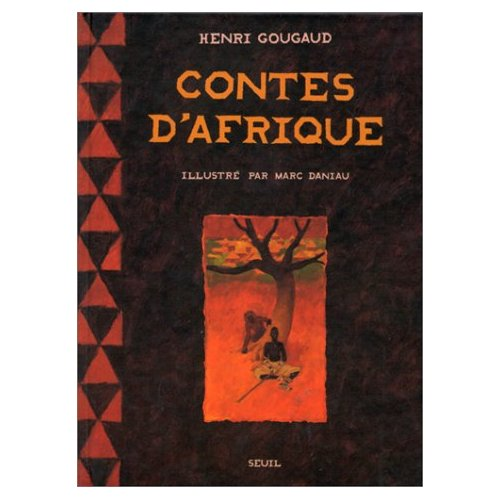 HENRI GOUGAUD
CONTES
D'AFRIQUE
ILLUSTRÉ PAR MARC DANIAU
SEUIL